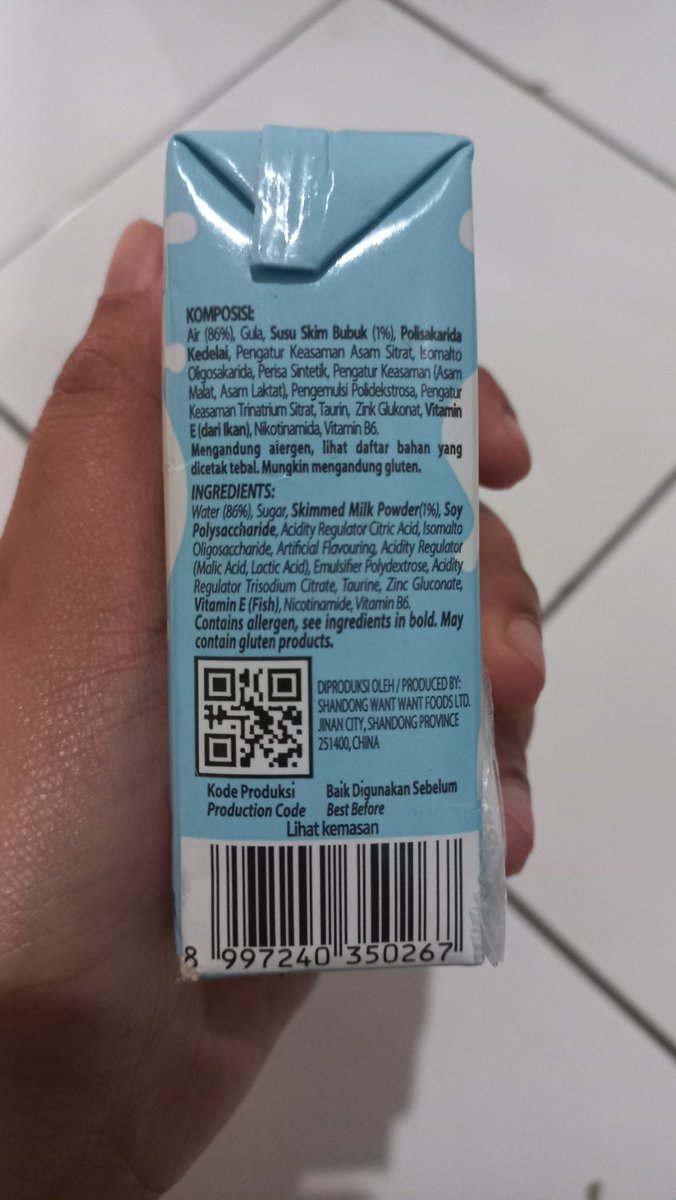 KOMPOSISI:
Air (86%), Gula, Susu Skim Bubuk (1%), Polisakarida
Kedelai, Pengatur Keasaman Asam Sitrat, Isomalto
Oligosakarida, Perisa Sintetik, Pengatur Keasaman (Asam
Malat, Asam Laktat), Pengemulsi Polidekstrosa, Pengatur
Keasaman Trinatrium Sitrat, Taurin, Zink Glukonat, Vitamin
E (dari Ikan), Nikotinamida, Vitamin B6.
Mengandung alergen, lihat daftar bahan yang
dicetak tebal. Mungkin mengandung gluten.
INGREDIENTS:
Water (86%), Sugar, Skimmed Milk Powder(1%), Soy
Polysaccharide, Acidity Regulator Citric Acid, Isomalto
Oligosaccharide, Artificial Flavouring, Acidity Regulator
(Malic Acid, Lactic Acid), Emulsifier Polydextrose, Acidity
Regulator Trisodium Citrate, Taurine, Zinc Gluconate,
Vitamin E (Fish), Nicotinamide, Vitamin B6.
Contains allergen, see ingredients in bold. May
contain gluten products.
DIPRODUKSI OLEH / PRODUCED BY:
SHANDONG WANT WANT FOODS LTD.
JINAN CITY, SHANDONG PROVINCE
251400, CHINA
Kode Produksi Baik Digunakan Sebelum
Production Code Best Before
Lihat kemasan
8 997240 350267